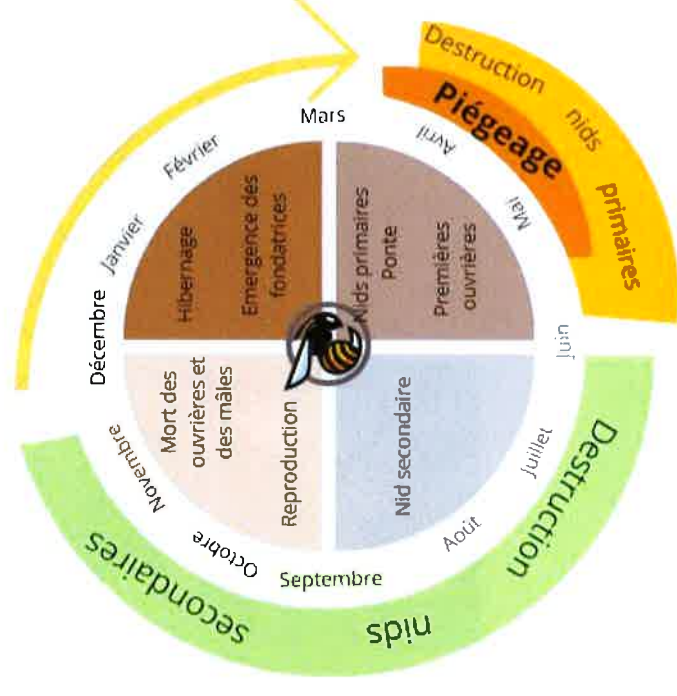 Mars
Avril
Mai
Juin
Juillet
Août
Septembre
Octobre
Novembre
Décembre
Janvier
Février
Destruction nids primaires
Piégeage
Destruction nids secondaires
Hibernage
Emergence des
fondatrices
Nids primaires
Ponte
Premières
ouvrières
Nid secondaire
Reproduction
Mort des
ouvrières et
des mâles